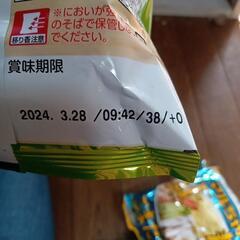 ※においが強
のそばで保管し
でください。
移り香注意
賞味期限
2024. 3.28 /09:42/38/+0